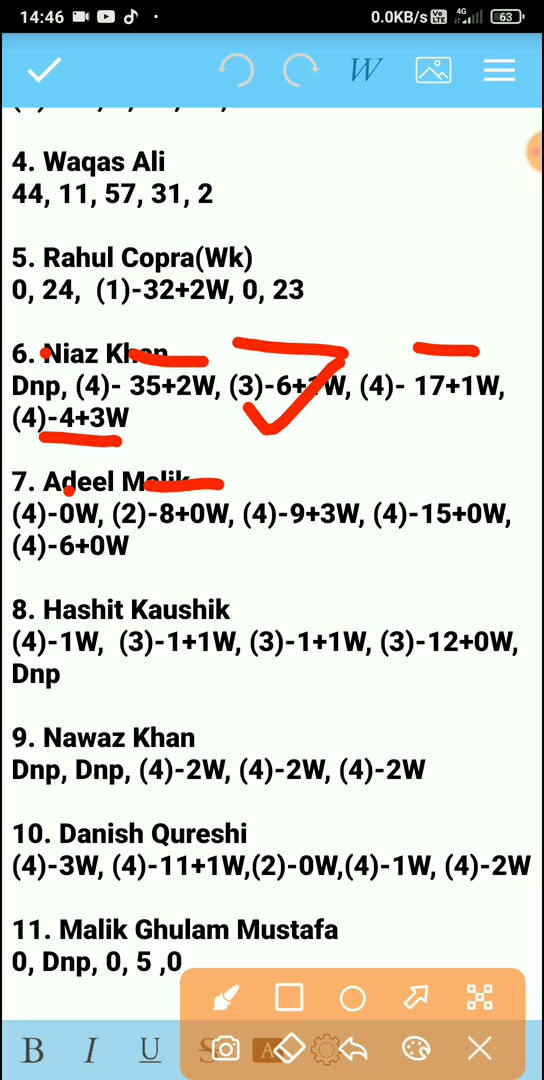 14:46
0.0KB/s Vo LTE 4G 63
W
4. Waqas Ali
44, 11, 57, 31, 2
5. Rahul Copra(Wk)
0, 24, (1)-32+2W, 0, 23
6. Niaz Khan
Dnp, (4)- 35+2W, (3)-6+ W, (4)- 17+1W,
(4)-4+3W
7. Adeel Malik
(4)-0W, (2)-8+0W, (4)-9+3W, (4)-15+0W,
(4)-6+0W
8. Hashit Kaushik
(4)-1W, (3)-1+1W, (3)-1+1W, (3)-12+0W,
Dnp
9. Nawaz Khan
Dnp, Dnp, (4)-2W, (4)-2W, (4)-2W
10. Danish Qureshi
(4)-3W, (4)-11+1W,(2)-0W,(4)-1W, (4)-2W
11. Malik Ghulam Mustafa
0, Dnp, 0, 5 ,0
B I U S A